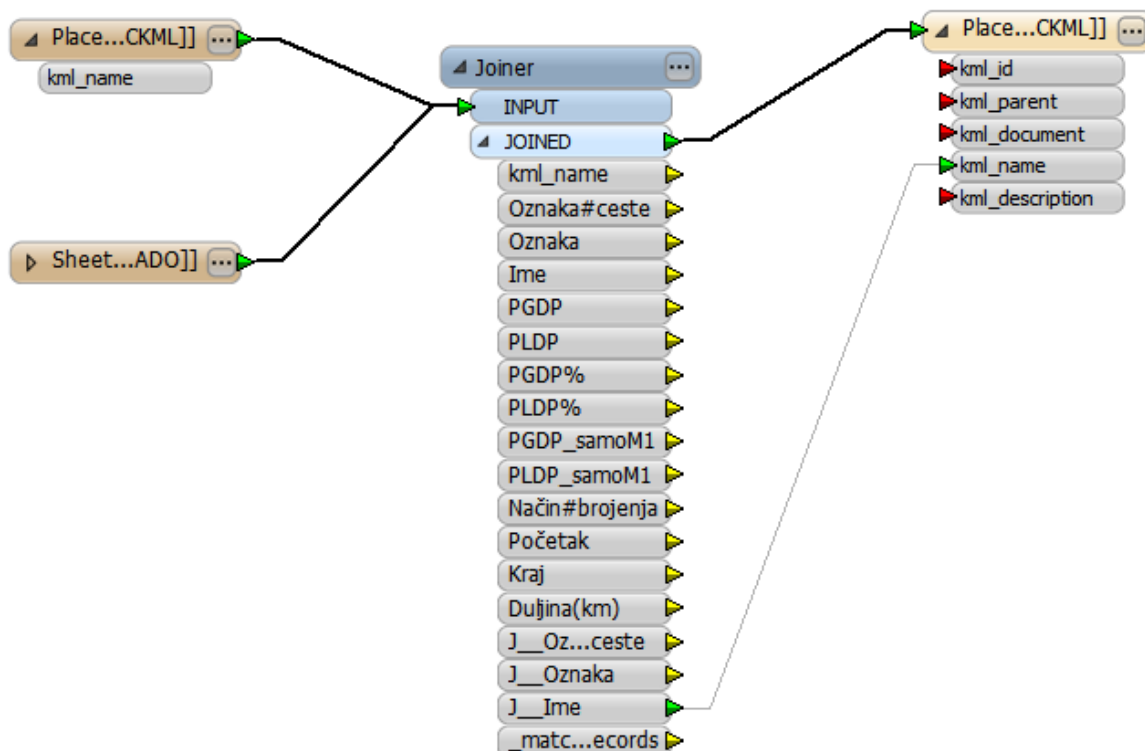 Place...CKML]]
kml_name
Sheet...ADO]]
Joiner
INPUT
JOINED
kml_name
Oznaka#ceste
Oznaka
Ime
PGDP
PLDP
PGDP%
PLDP%
PGDP_samoM1
PLDP_samoM1
Način#brojenja
Početak
Kraj
Duljina(km)
J__Oz...ceste
J__Oznaka
J__Ime
_matc...ecords
Place...CKML]]
kml_id
kml_parent
kml_document
kml_name
kml_description